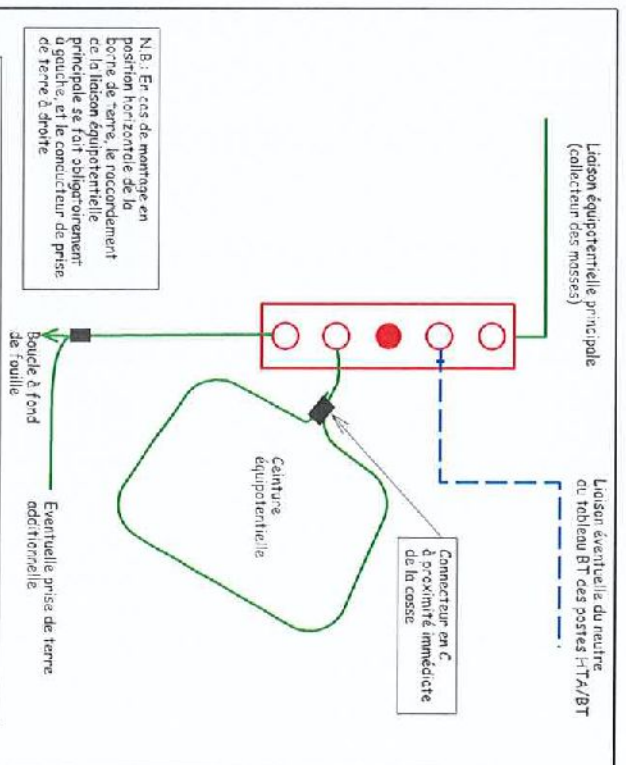 Liaison équipotentielle principale
(collecteur des masses)
Liaison éventuelle du neutre
au tableau BT des postes HTA/BT
Connecteur en C
à proximité immédiate
de la cosse
Ceinture
équipotentielle
Boucle à fond
de fouille
Eventuelle prise de terre
additionnelle
N.B.: En cas de montage en
position horizontale de la
borne de terre, le raccordement
de la liaison équipotentielle
principale se fait obligatoirement
à gauche, et le conducteur de prise
de terre à droite